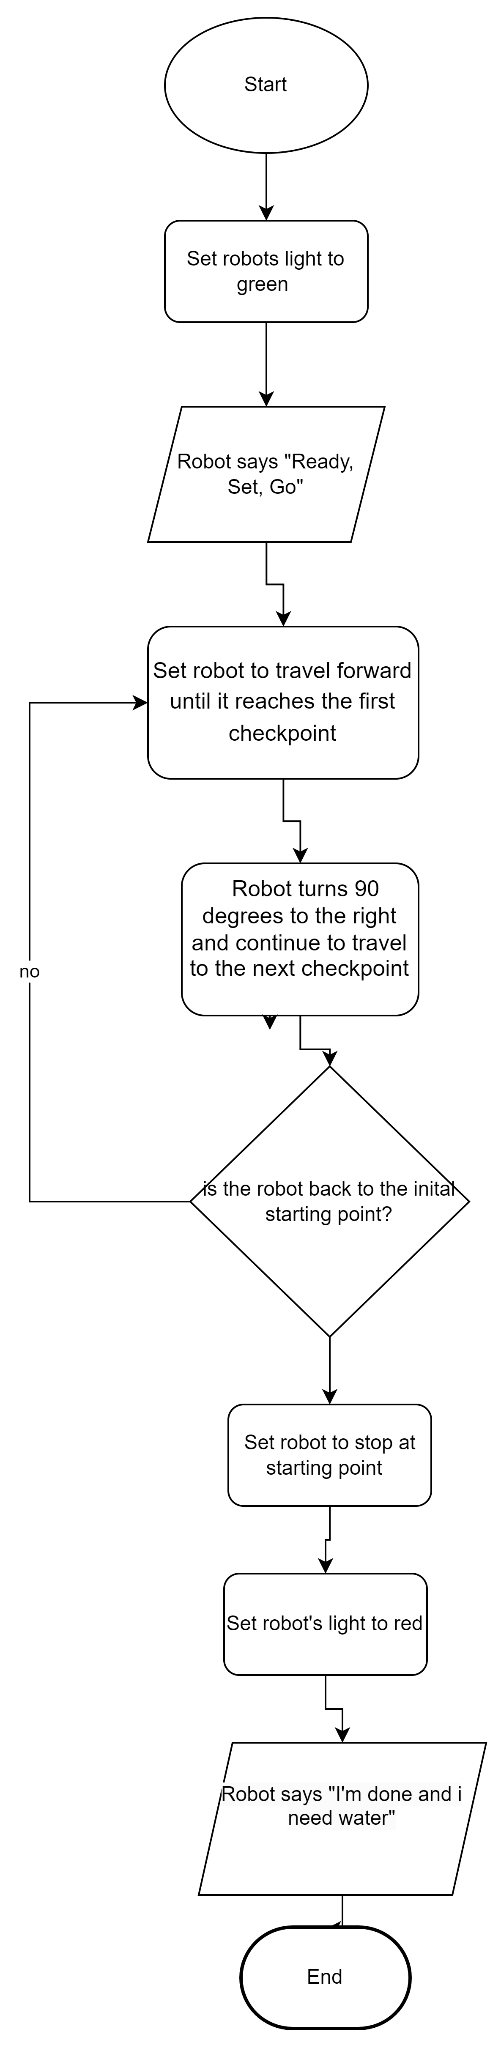 Start
Set robots light to
green
Robot says "Ready,
Set, Go"
Set robot to travel forward
until it reaches the first
checkpoint
Robot turns 90
degrees to the right
and continue to travel
to the next checkpoint
no
is the robot back to the inital
starting point?
Set robot to stop at
starting point
Set robot's light to red
Robot says "I'm done and i
need water"
End